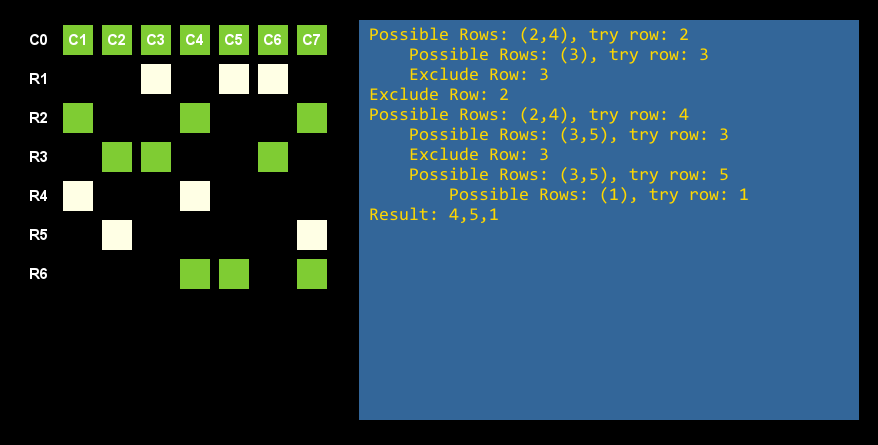 C0 C1 C2 C3 C4 C5 C6 C7
R1
R2
R3
R4
R5
R6
Possible Rows: (2,4), try row: 2
Possible Rows: (3), try row: 3
Exclude Row: 3
Exclude Row: 2
Possible Rows: (2,4), try row: 4
Possible Rows: (3,5), try row: 3
Exclude Row: 3
Possible Rows: (3,5), try row: 5
Possible Rows: (1), try row: 1
Result: 4,5,1